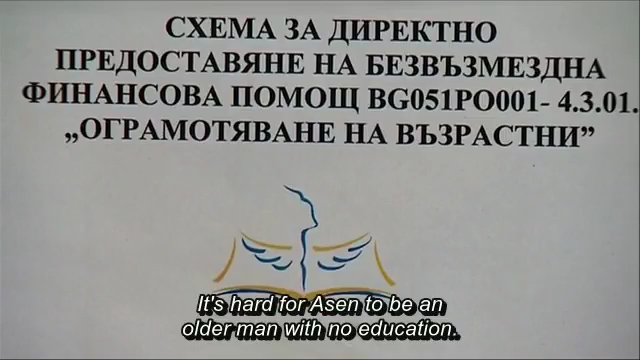 СХЕМА ЗА ДИРЕКТНО
ПРЕДОСТАВЯНЕ НА БЕЗВЪЗМЕЗДНА
ФИНАНСОВА ПОМОЩ BG051PO001- 4.3.01.
„ОГРАМОТЯВАНЕ НА ВЪЗРАСТНИ”
It's hard for Asen to be an
older man with no education.